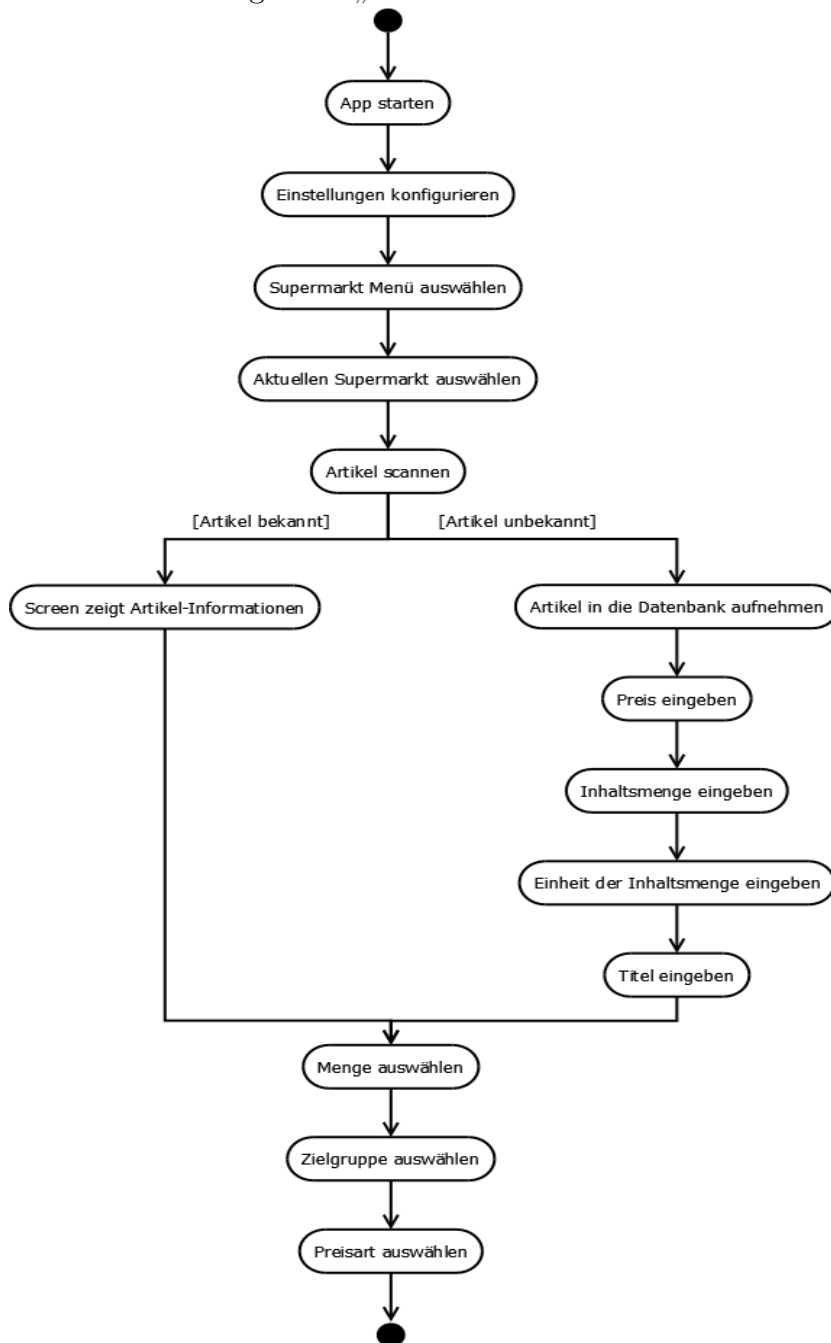 App starten
Einstellungen konfigurieren
Supermarkt Menü auswählen
Aktuellen Supermarkt auswählen
Artikel scannen
[Artikel bekannt]
[Artikel unbekannt]
Screen zeigt Artikel-Informationen
Artikel in die Datenbank aufnehmen
Preis eingeben
Inhaltsmenge eingeben
Einheit der Inhaltsmenge eingeben
Titel eingeben
Menge auswählen
Zielgruppe auswählen
Preisart auswählen